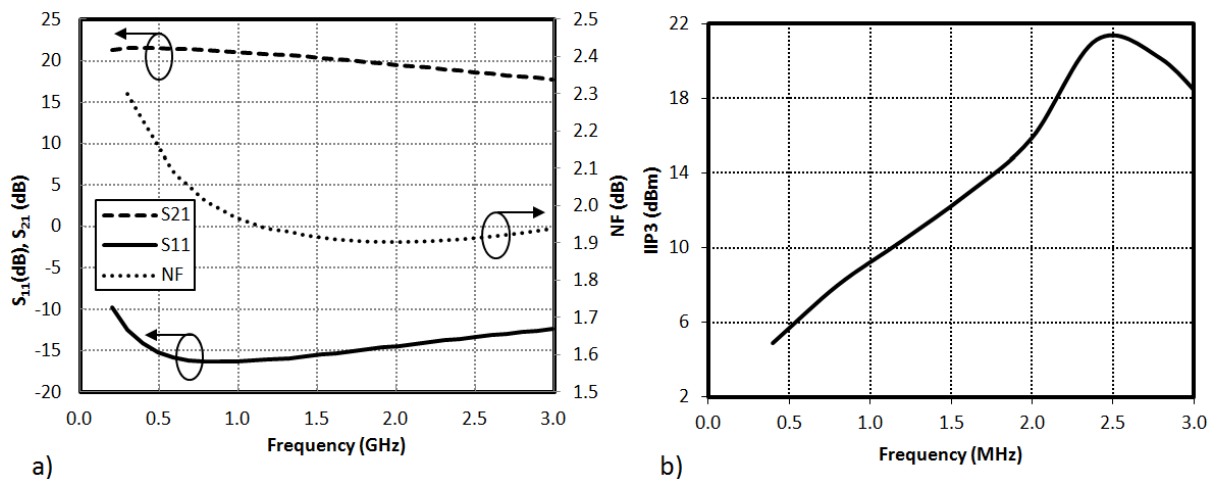 25
20
15
10
5
0
-5
-10
-15
-20
S11(dB), S21 (dB)
S21
S11
NF
2.5
2.4
2.3
2.2
2.1
2.0
1.9
1.8
1.7
1.6
1.5
NF (dB)
0.0 0.5 1.0 1.5 2.0 2.5 3.0
Frequency (GHz)
a)
22
18
14
10
6
2
IIP3 (dBm)
0.0 0.5 1.0 1.5 2.0 2.5 3.0
Frequency (MHz)
b)